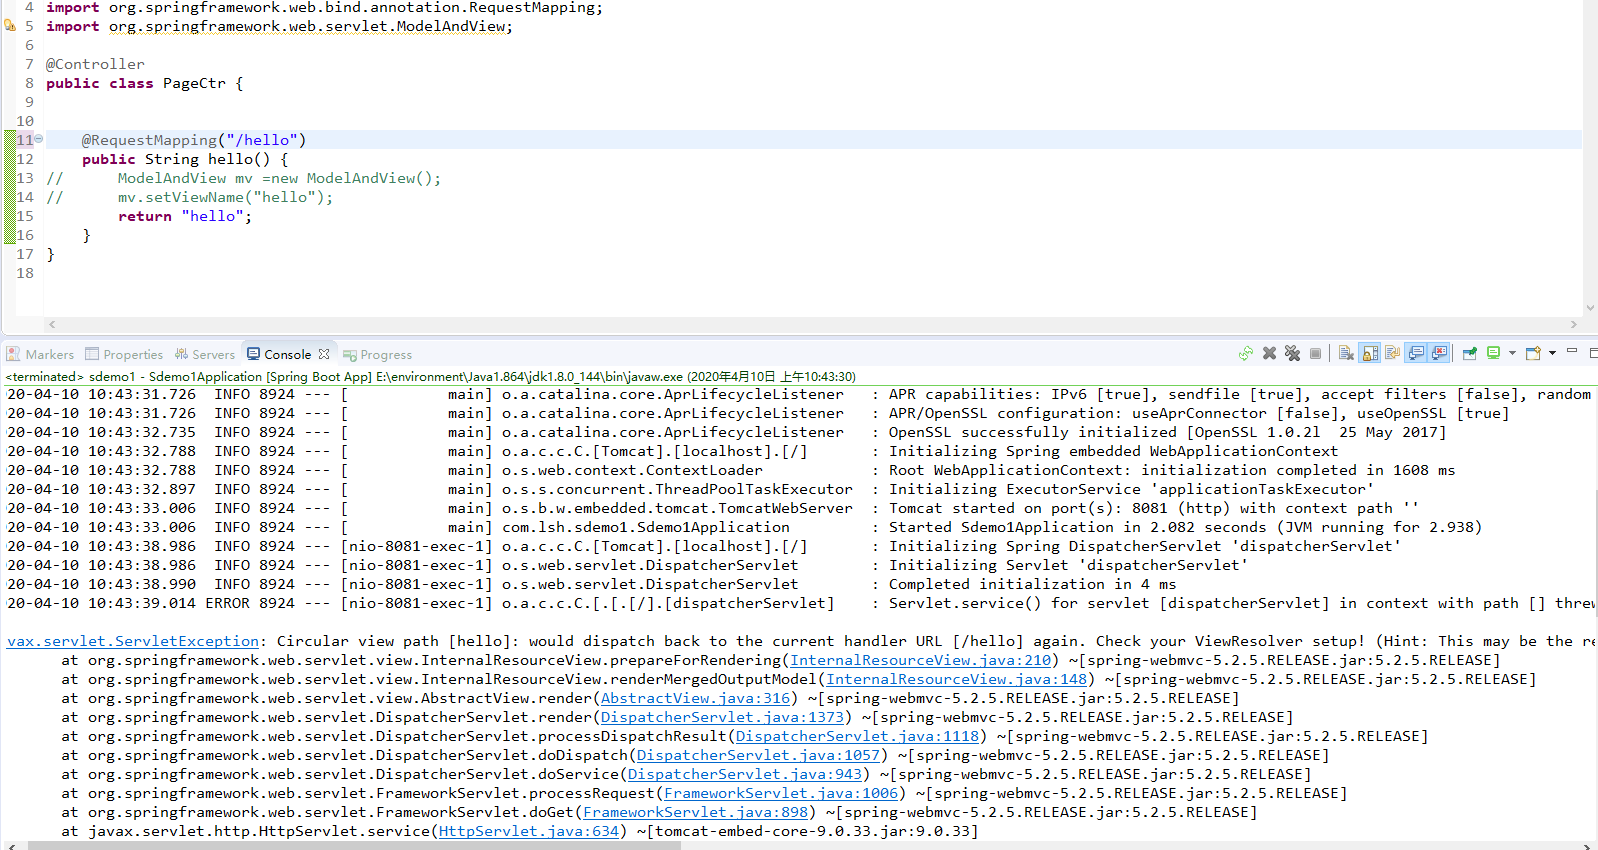 4 import org.springframework.web.bind.annotation.RequestMapping;
5 import org.springframework.web.servlet.ModelAndView;
6
7 @Controller
8 public class PageCtr {
9
10
11 @RequestMapping("/hello")
12 public String hello() {
13 // ModelAndView mv =new ModelAndView();
14 // mv.setViewName("hello");
15 return "hello";
16 }
17 }
18
Markers Properties Servers Console Progress
<terminated> sdemo1 - Sdemo1Application [Spring Boot App] E:\environment\Java1.864\jdk1.8.0_144\bin\javaw.exe (2020年4月10日 上午10:43:30)
20-04-10 10:43:31.726 INFO 8924 --- [ main] o.a.catalina.core.AprLifecycleListener : APR capabilities: IPv6 [true], sendfile [true], accept filters [false], random
20-04-10 10:43:31.726 INFO 8924 --- [ main] o.a.catalina.core.AprLifecycleListener : APR/OpenSSL configuration: useAprConnector [false], useOpenSSL [true]
20-04-10 10:43:32.735 INFO 8924 --- [ main] o.a.catalina.core.AprLifecycleListener : OpenSSL successfully initialized [OpenSSL 1.0.2l 25 May 2017]
20-04-10 10:43:32.788 INFO 8924 --- [ main] o.a.c.c.C.[Tomcat].[localhost].[/] : Initializing Spring embedded WebApplicationContext
20-04-10 10:43:32.788 INFO 8924 --- [ main] o.s.web.context.ContextLoader : Root WebApplicationContext: initialization completed in 1608 ms
20-04-10 10:43:32.897 INFO 8924 --- [ main] o.s.s.concurrent.ThreadPoolTaskExecutor : Initializing ExecutorService 'applicationTaskExecutor'
20-04-10 10:43:33.006 INFO 8924 --- [ main] o.s.b.w.embedded.tomcat.TomcatWebServer : Tomcat started on port(s): 8081 (http) with context path ''
20-04-10 10:43:33.006 INFO 8924 --- [ main] com.lsh.sdemo1.Sdemo1Application : Started Sdemo1Application in 2.082 seconds (JVM running for 2.938)
20-04-10 10:43:38.986 INFO 8924 --- [nio-8081-exec-1] o.a.c.c.C.[Tomcat].[localhost].[/] : Initializing Spring DispatcherServlet 'dispatcherServlet'
20-04-10 10:43:38.986 INFO 8924 --- [nio-8081-exec-1] o.s.web.servlet.DispatcherServlet : Initializing Servlet 'dispatcherServlet'
20-04-10 10:43:38.990 INFO 8924 --- [nio-8081-exec-1] o.s.web.servlet.DispatcherServlet : Completed initialization in 4 ms
20-04-10 10:43:39.014 ERROR 8924 --- [nio-8081-exec-1] o.a.c.c.C.[.[.[/].[dispatcherServlet] : Servlet.service() for servlet [dispatcherServlet] in context with path [] threw
vax.servlet.ServletException: Circular view path [hello]: would dispatch back to the current handler URL [/hello] again. Check your ViewResolver setup! (Hint: This may be the re
at org.springframework.web.servlet.view.InternalResourceView.prepareForRendering(InternalResourceView.java:210) ~[spring-webmvc-5.2.5.RELEASE.jar:5.2.5.RELEASE]
at org.springframework.web.servlet.view.InternalResourceView.renderMergedOutputModel(InternalResourceView.java:148) ~[spring-webmvc-5.2.5.RELEASE.jar:5.2.5.RELEASE]
at org.springframework.web.servlet.view.AbstractView.render(AbstractView.java:316) ~[spring-webmvc-5.2.5.RELEASE.jar:5.2.5.RELEASE]
at org.springframework.web.servlet.DispatcherServlet.render(DispatcherServlet.java:1373) ~[spring-webmvc-5.2.5.RELEASE.jar:5.2.5.RELEASE]
at org.springframework.web.servlet.DispatcherServlet.processDispatchResult(DispatcherServlet.java:1118) ~[spring-webmvc-5.2.5.RELEASE.jar:5.2.5.RELEASE]
at org.springframework.web.servlet.DispatcherServlet.doDispatch(DispatcherServlet.java:1057) ~[spring-webmvc-5.2.5.RELEASE.jar:5.2.5.RELEASE]
at org.springframework.web.servlet.DispatcherServlet.doService(DispatcherServlet.java:943) ~[spring-webmvc-5.2.5.RELEASE.jar:5.2.5.RELEASE]
at org.springframework.web.servlet.FrameworkServlet.processRequest(FrameworkServlet.java:1006) ~[spring-webmvc-5.2.5.RELEASE.jar:5.2.5.RELEASE]
at org.springframework.web.servlet.FrameworkServlet.doGet(FrameworkServlet.java:898) ~[spring-webmvc-5.2.5.RELEASE.jar:5.2.5.RELEASE]
at javax.servlet.http.HttpServlet.service(HttpServlet.java:634) ~[tomcat-embed-core-9.0.33.jar:9.0.33]